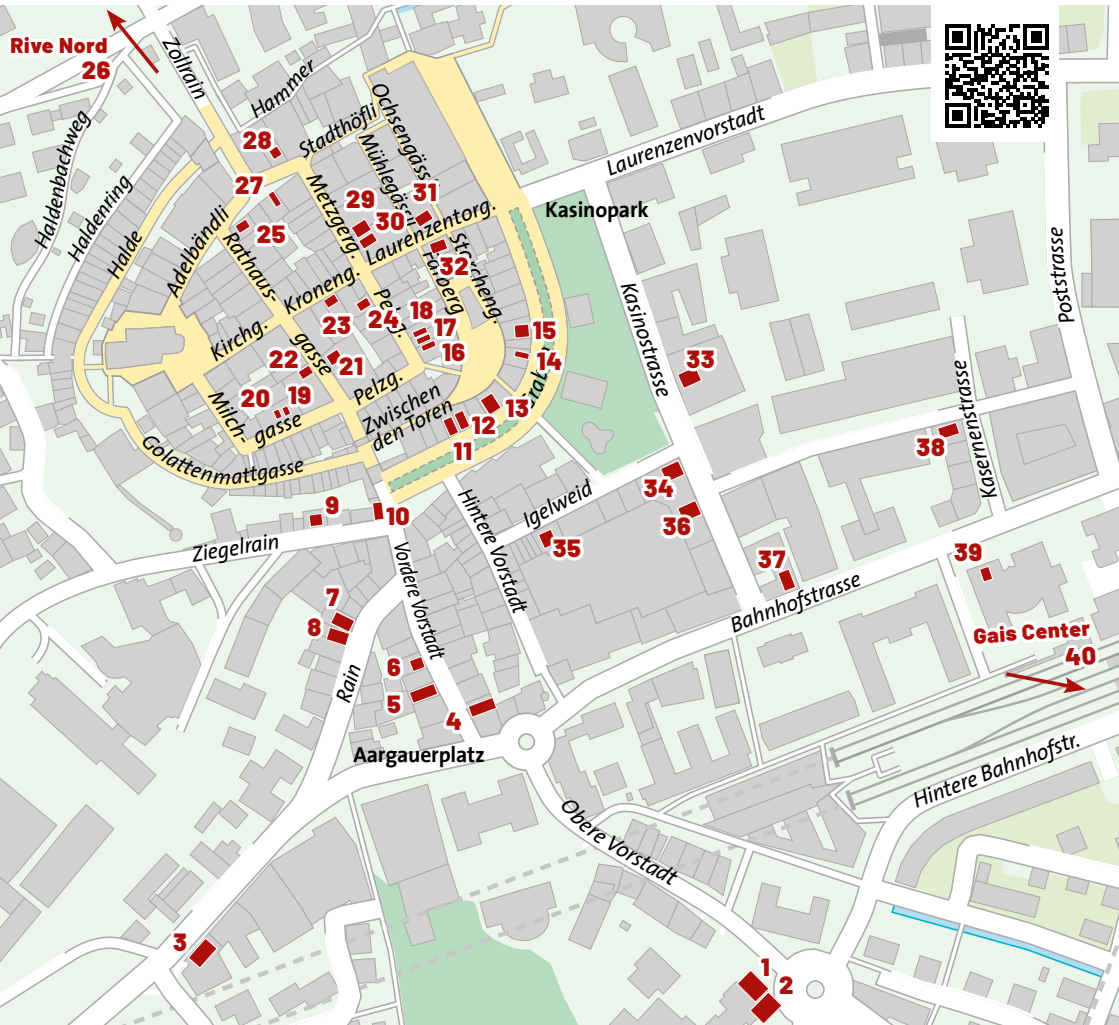 Rive Nord
26
Zollrain
Hammer
Haldenbachweg
Haldenring
Halde
28
Stadthöfli
Ochsengässli
Mühlegässli
Laurenzenvorstadt
27
25
Adelbändli
Rathaus-
gasse
Metzgerg.
29
30
31
Laurenzentorg.
Kasinopark
32
Storcheng.
Färberg
Kroneng.
Kirchg.
23
24
Pelzg.
18
17
16
15
14
Graben
Kasinostrasse
Poststrasse
33
22
21
20
19
Milch-
gasse
Pelzg.
Zwischen
den Toren
13
12
11
Golattenmattgasse
38
Kasernenstrasse
34
36
Igelweid
35
Hintere Vorstadt
9
10
Ziegelrain
Vordere Vorstadt
37
Bahnhofstrasse
39
Gais Center
40
7
8
Rain
6
5
4
Aargauerplatz
Hintere Bahnhofstr.
Obere Vorstadt
3
1
2